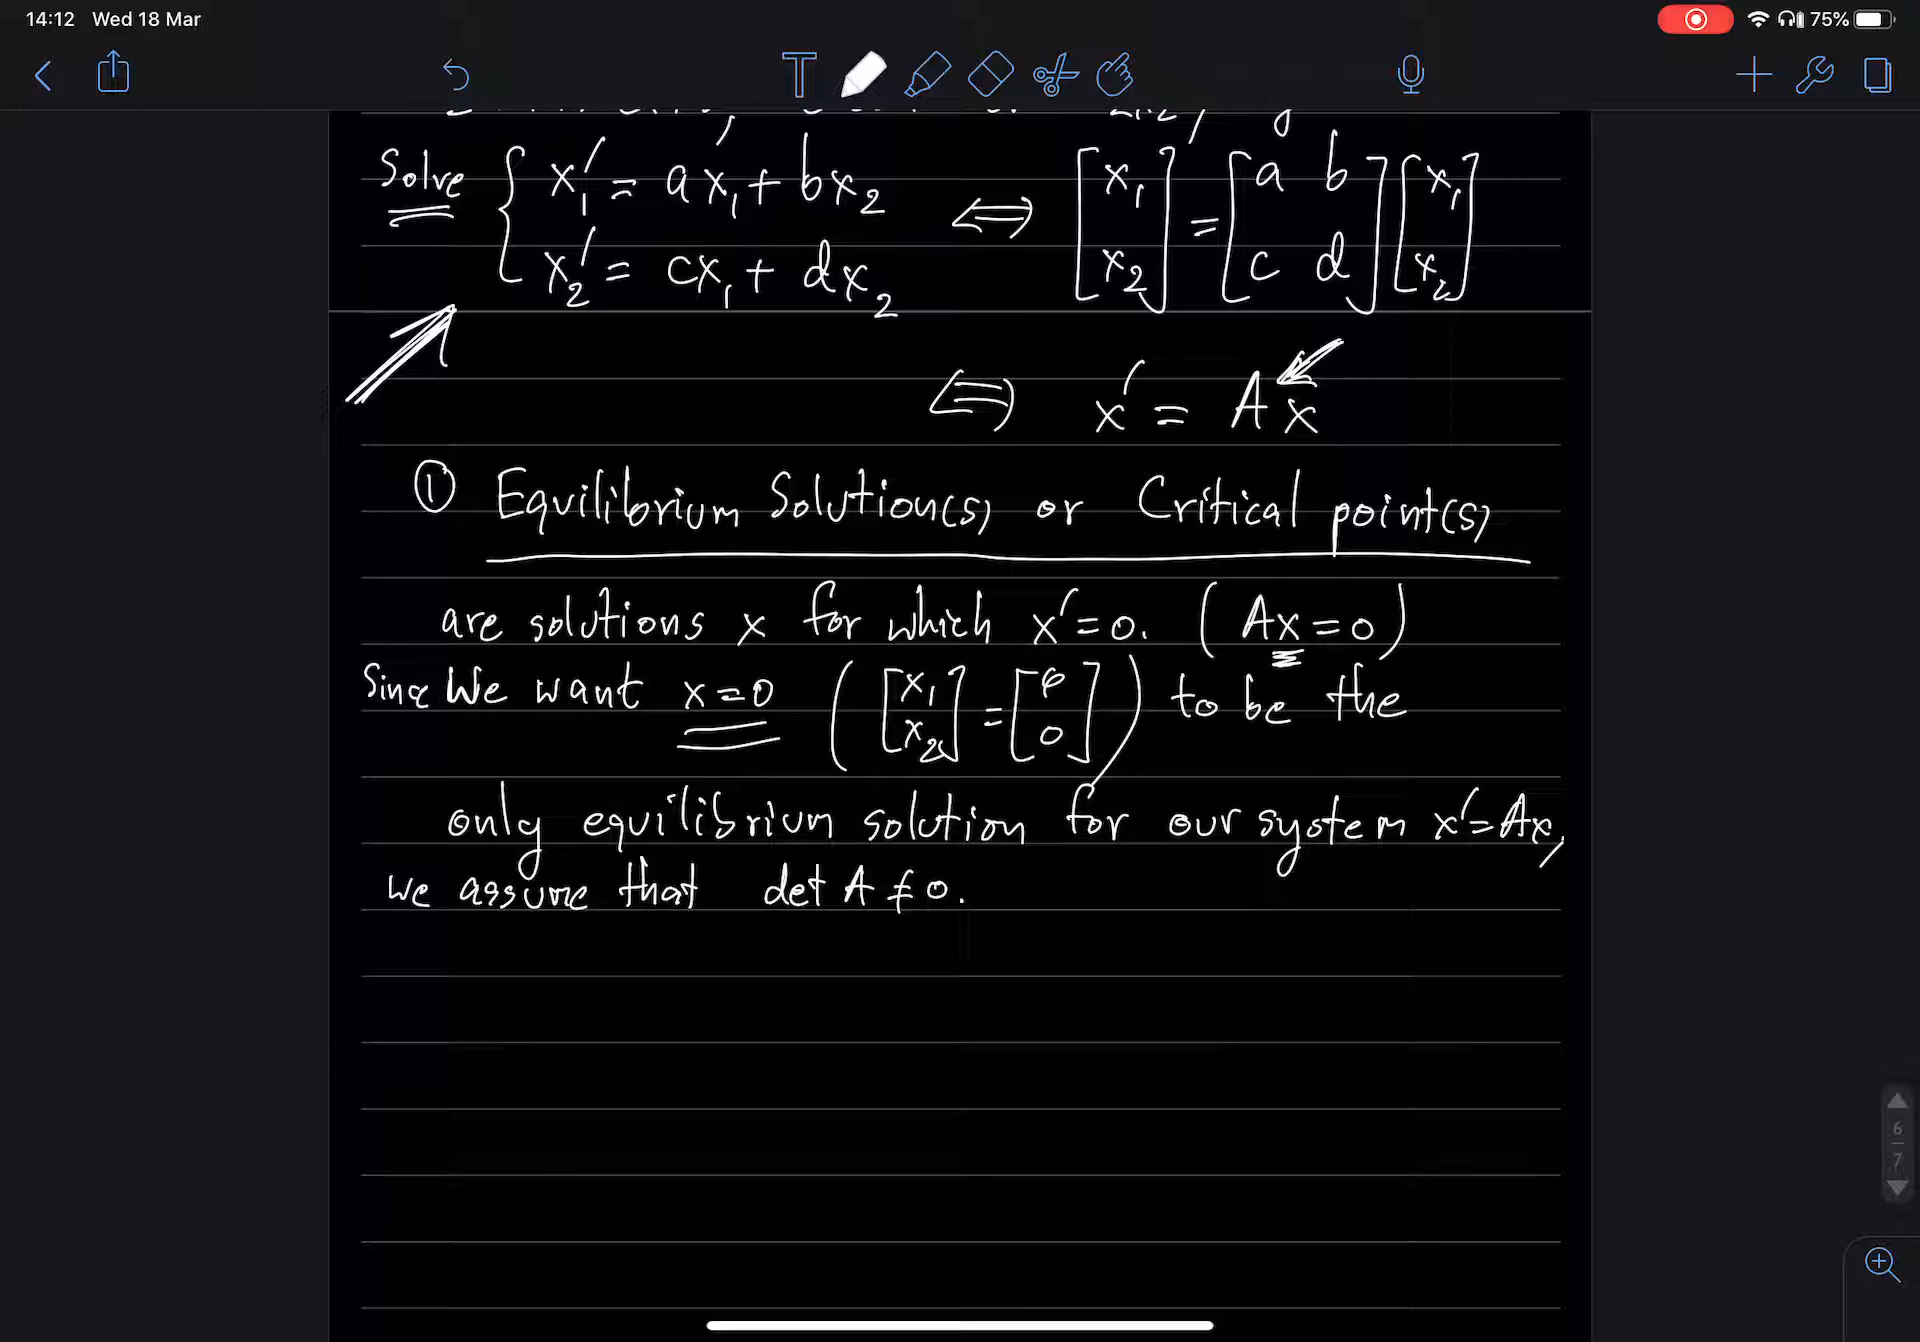 14:12 Wed 18 Mar 75%
Solve { x₁' = ax₁ + bx₂ ⟺ [x₁ x₂]' = [a b c d] [x₁ x₂]
x₂' = cx₁ + dx₂
⟺ x' = Ax
① Equilibrium Solution(s) or Critical point(s)
are solutions x for which x' = 0. (Ax = 0)
Since We want x = 0 ([x₁ x₂] = [0 0]) to be the
only equilibrium solution for our system x' = Ax,
we assume that det A ≠ 0.
6
7